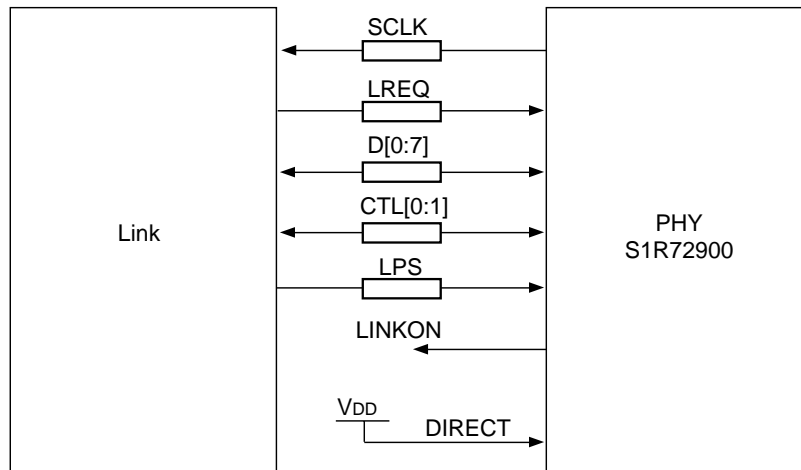 SCLK
LREQ
D[0:7]
CTL[0:1]
Link
PHY
S1R72900
LPS
LINKON
VDD
DIRECT